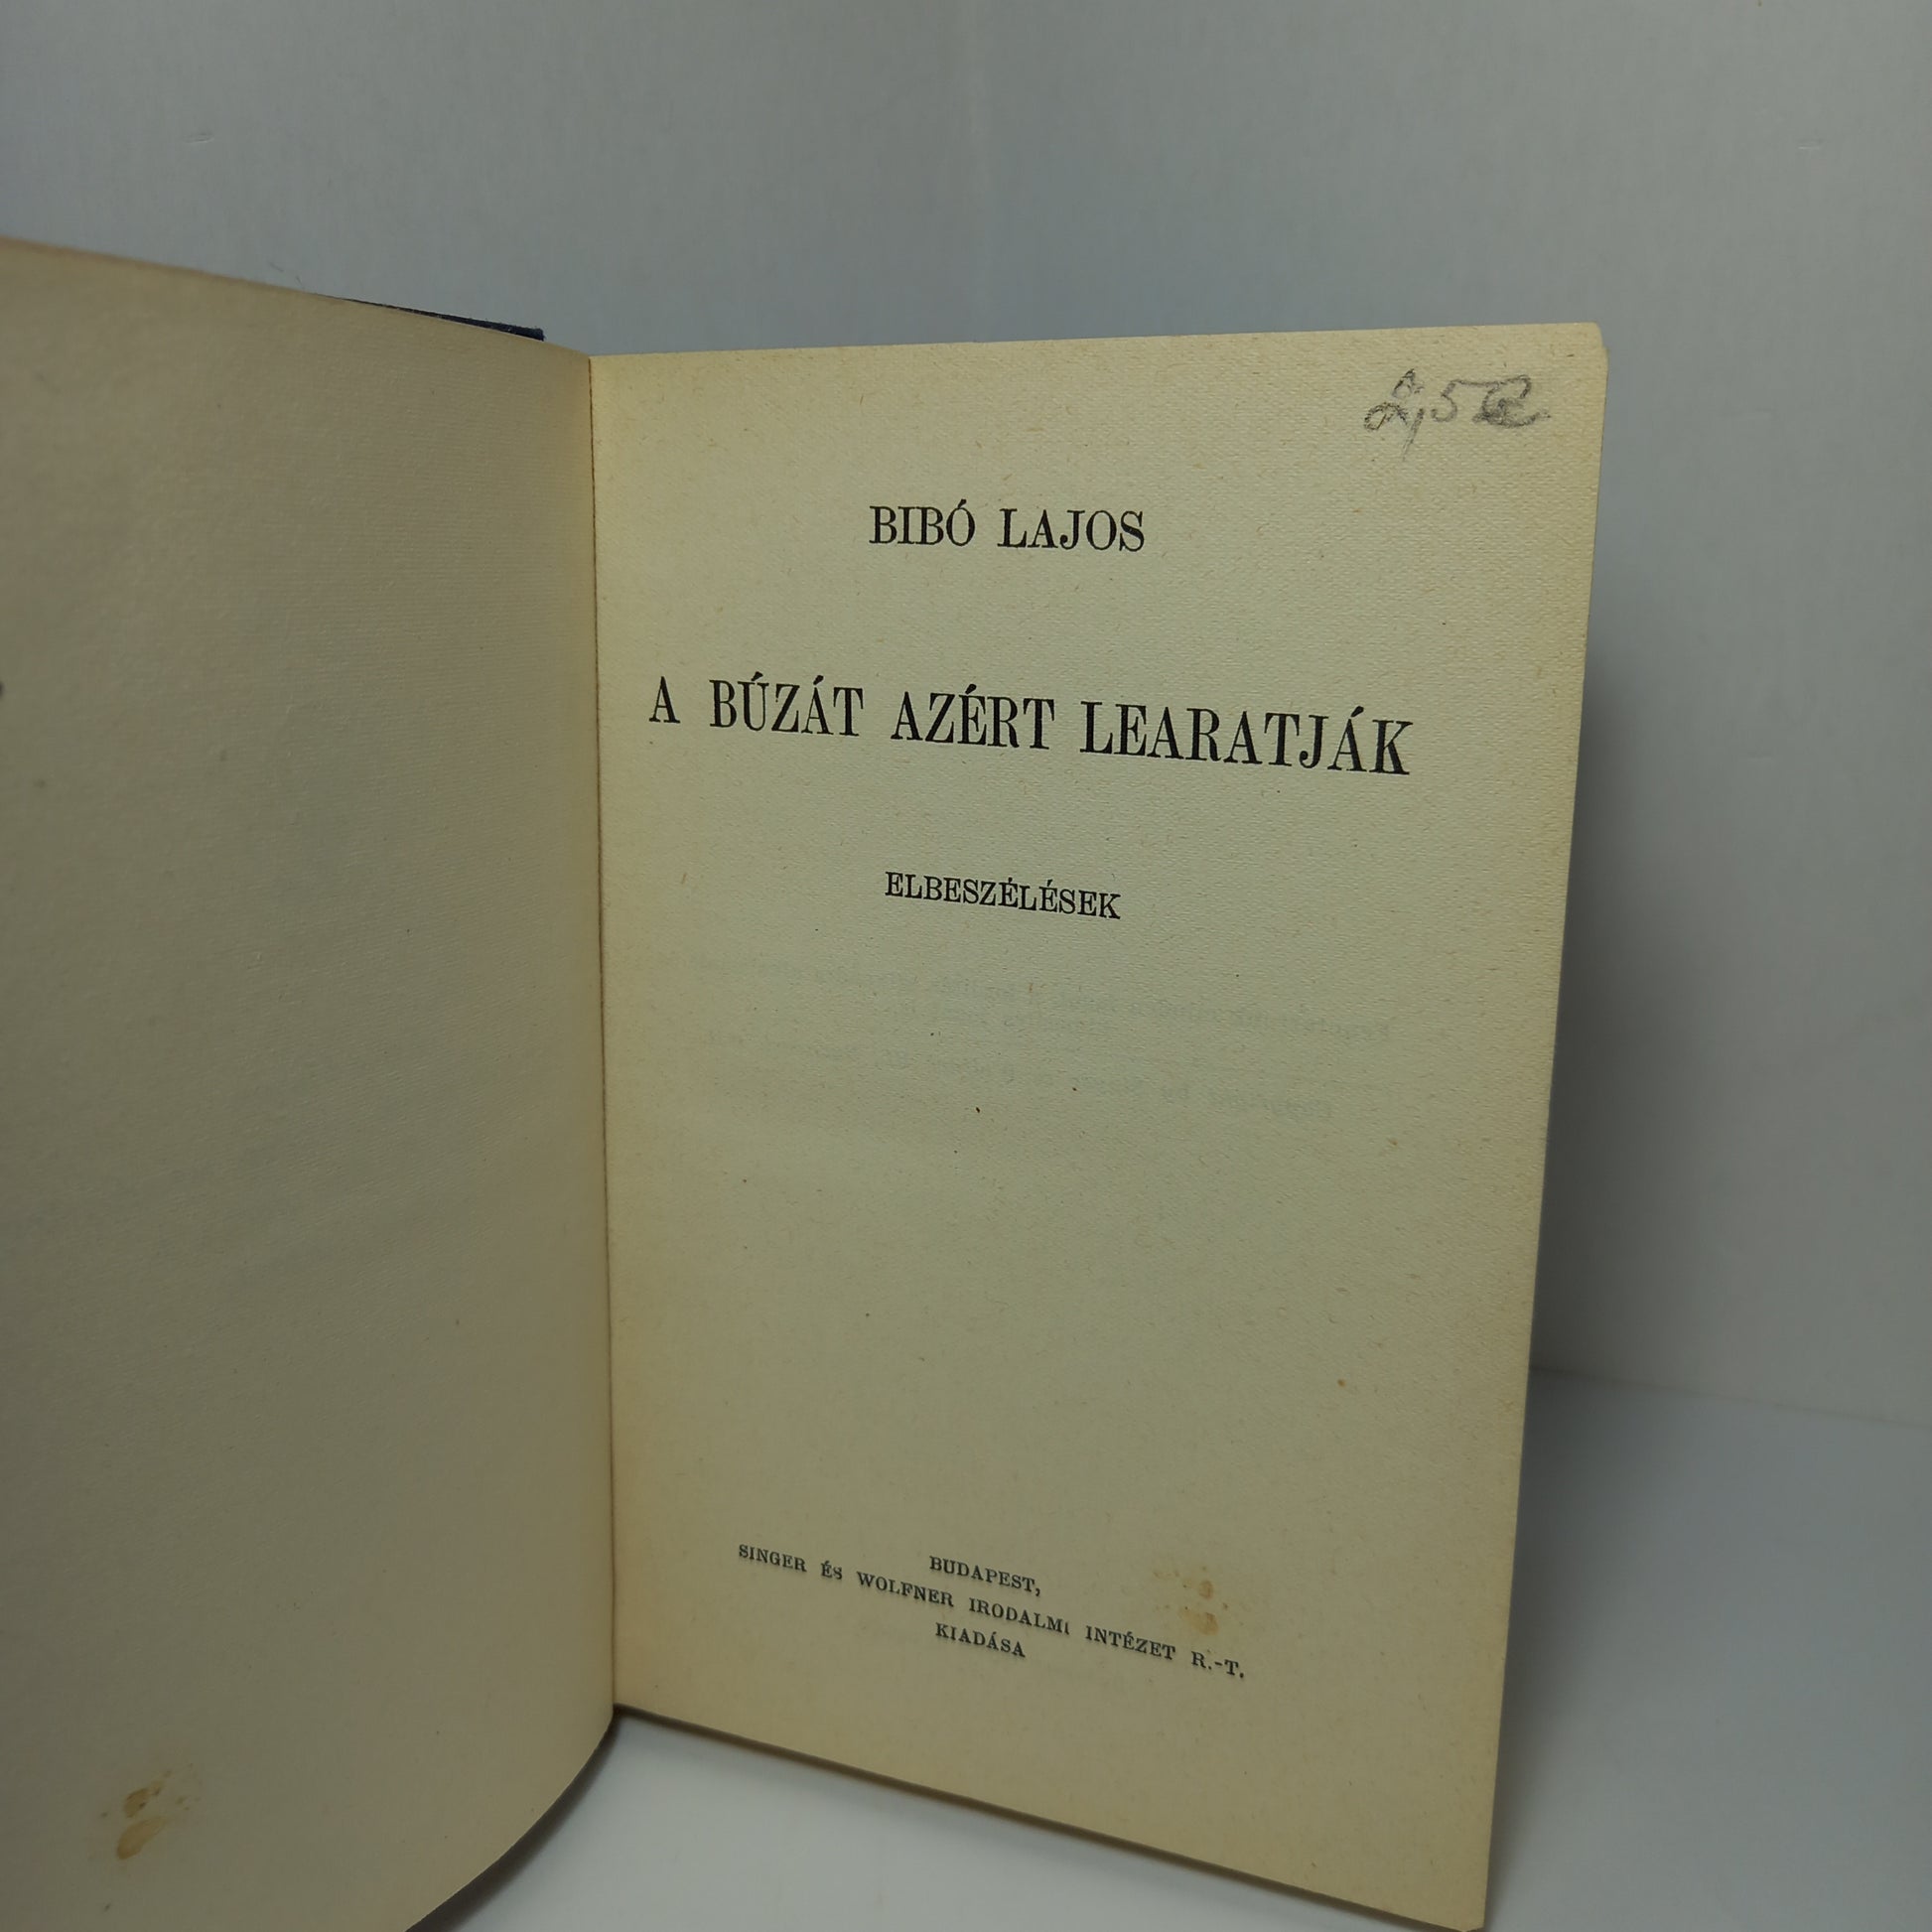 BIBÓ LAJOS
A BÚZÁT AZÉRT LEARATJÁK
ELBESZÉLÉSEK
BUDAPEST,
SINGER ÉS WOLFNER IRODALMI INTÉZET R.-T.
KIADÁSA